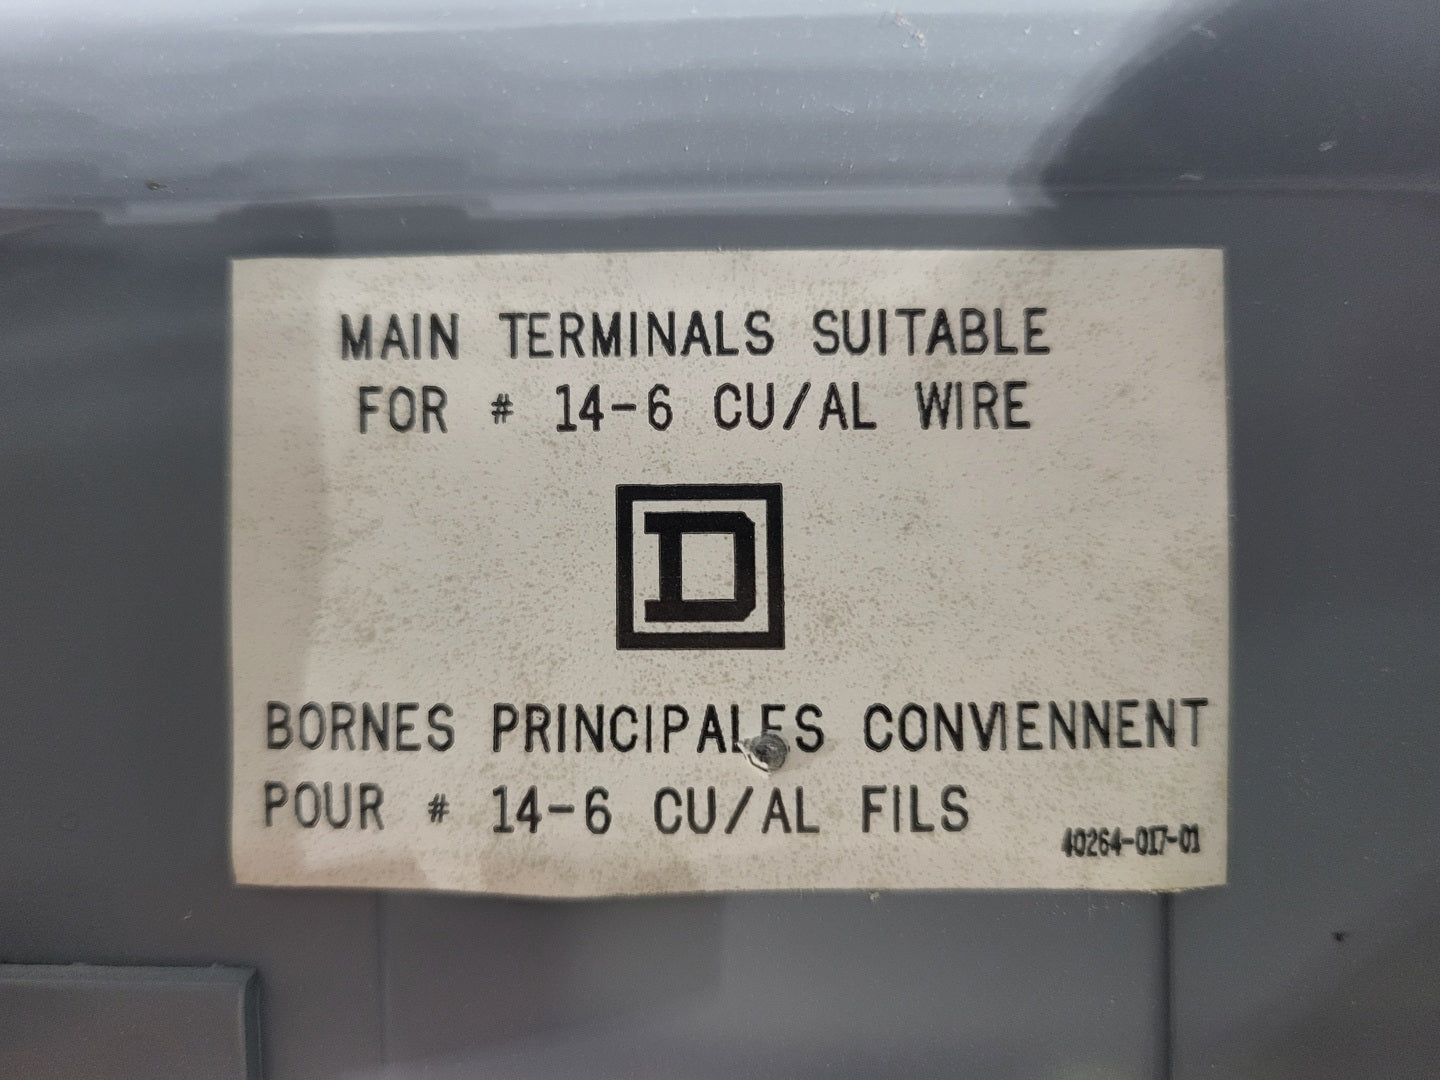 MAIN TERMINALS SUITABLE
FOR # 14-6 CU/AL WIRE
D
BORNES PRINCIPALES CONVIENNENT
POUR # 14-6 CU/AL FILS
40264-017-01